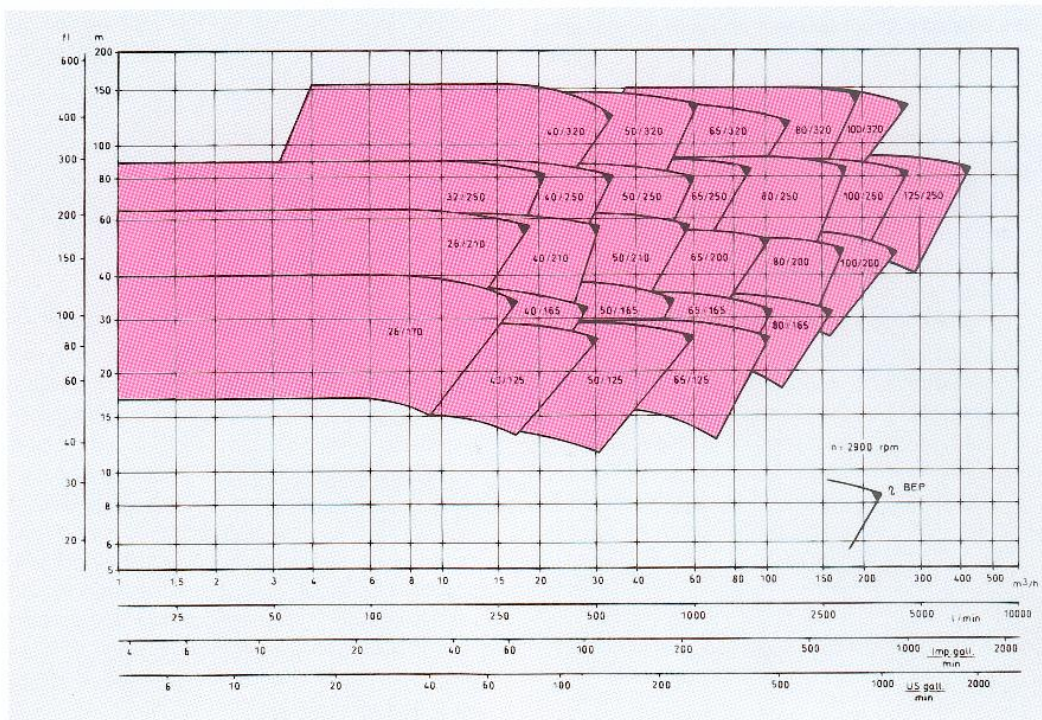 ft m
200
600
150
400
40/320 50/320 65/320 80/320 100/320
100
300
80
32/250 40/250 50/250 65/250 80/250 100/250 125/250
200 60
26/210 40/210 50/210 65/200 80/200 100/200
150
40
100 30
26/170 40/165 50/165 65/165 80/165
80
60 20
40/125 50/125 65/125
15
40
n = 2900 rpm
10
30
η BEP
8
20 6
5
1 1,5 2 3 4 6 8 10 15 20 30 40 60 80 100 150 200 300 400 500 m³/h
25 50 100 250 500 1000 2500 5000 l/min 10000
4 6 10 20 40 60 100 200 500 1000 Imp gall. 2000
min
6 10 20 40 60 100 200 500 1000 US gall. 2000
min